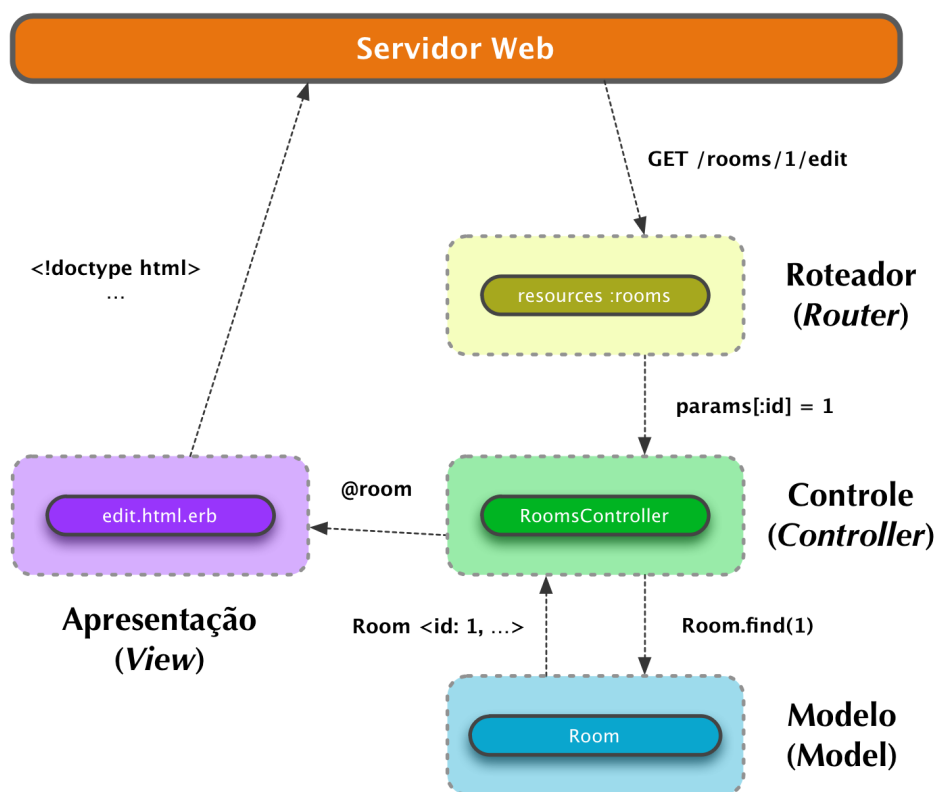 Servidor Web
GET /rooms/1/edit
<!doctype html>
...
resources :rooms
Roteador
(Router)
params[:id] = 1
@room
edit.html.erb
RoomsController
Controle
(Controller)
Apresentação
(View)
Room <id: 1, ...>
Room.find(1)
Room
Modelo
(Model)